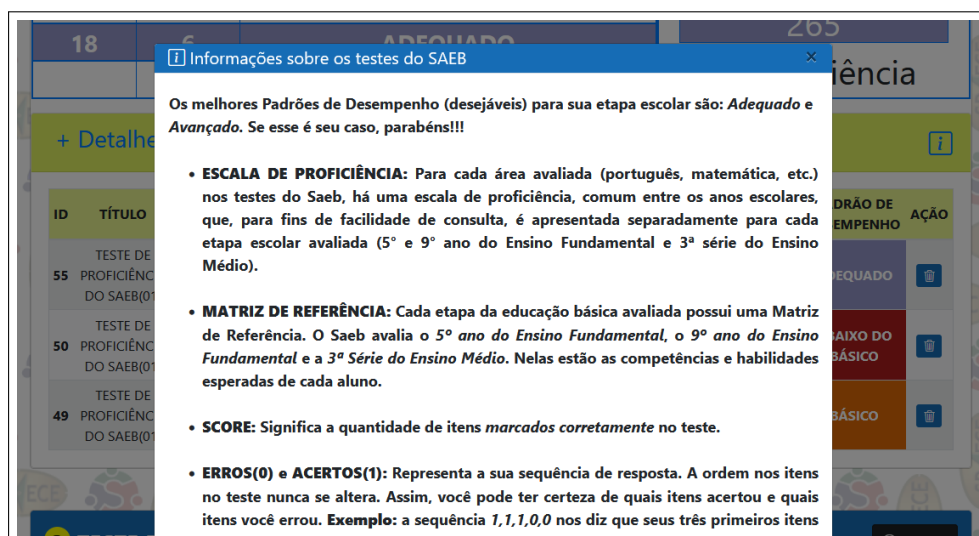 18 6 ADEQUADO 265
iência
i Informações sobre os testes do SAEB ×
Os melhores Padrões de Desempenho (desejáveis) para sua etapa escolar são: Adequado e
Avançado. Se esse é seu caso, parabéns!!!
+ Detalhe i
• ESCALA DE PROFICIÊNCIA: Para cada área avaliada (português, matemática, etc.)
nos testes do Saeb, há uma escala de proficiência, comum entre os anos escolares,
que, para fins de facilidade de consulta, é apresentada separadamente para cada
etapa escolar avaliada (5° e 9° ano do Ensino Fundamental e 3ª série do Ensino
Médio).
• MATRIZ DE REFERÊNCIA: Cada etapa da educação básica avaliada possui uma Matriz
de Referência. O Saeb avalia o 5º ano do Ensino Fundamental, o 9º ano do Ensino
Fundamental e a 3ª Série do Ensino Médio. Nelas estão as competências e habilidades
esperadas de cada aluno.
• SCORE: Significa a quantidade de itens marcados corretamente no teste.
• ERROS(0) e ACERTOS(1): Representa a sua sequência de resposta. A ordem nos itens
no teste nunca se altera. Assim, você pode ter certeza de quais itens acertou e quais
itens você errou. Exemplo: a sequência 1,1,1,0,0 nos diz que seus três primeiros itens
ID TÍTULO
DRÃO DE
EMPENHO
AÇÃO
55
TESTE DE
PROFICIÊNC
DO SAEB(01
DEQUADO
50
TESTE DE
PROFICIÊNC
DO SAEB(01
BAIXO DO
BÁSICO
49
TESTE DE
PROFICIÊNC
DO SAEB(01
BÁSICO